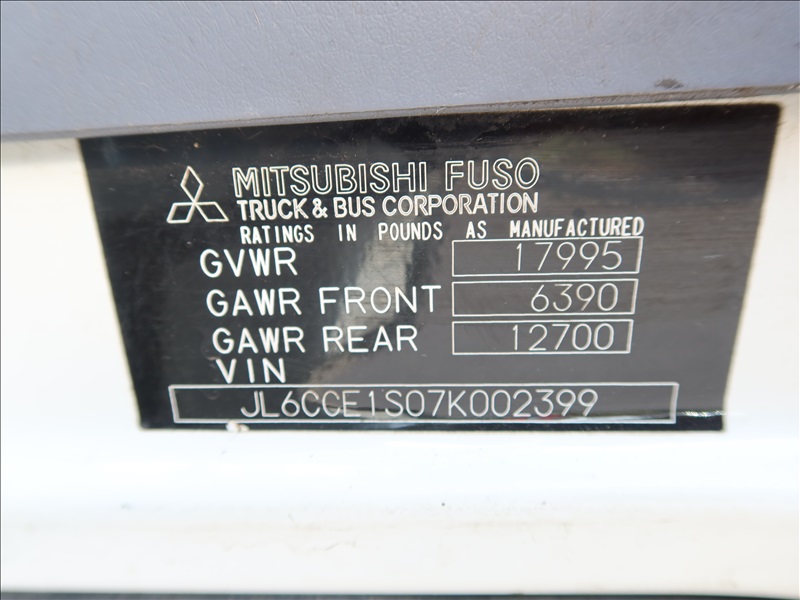 MITSUBISHI FUSO
TRUCK & BUS CORPORATION
RATINGS IN POUNDS AS MANUFACTURED
GVWR 17995
GAWR FRONT 6390
GAWR REAR 12700
VIN
JL6CCE1S07K002399